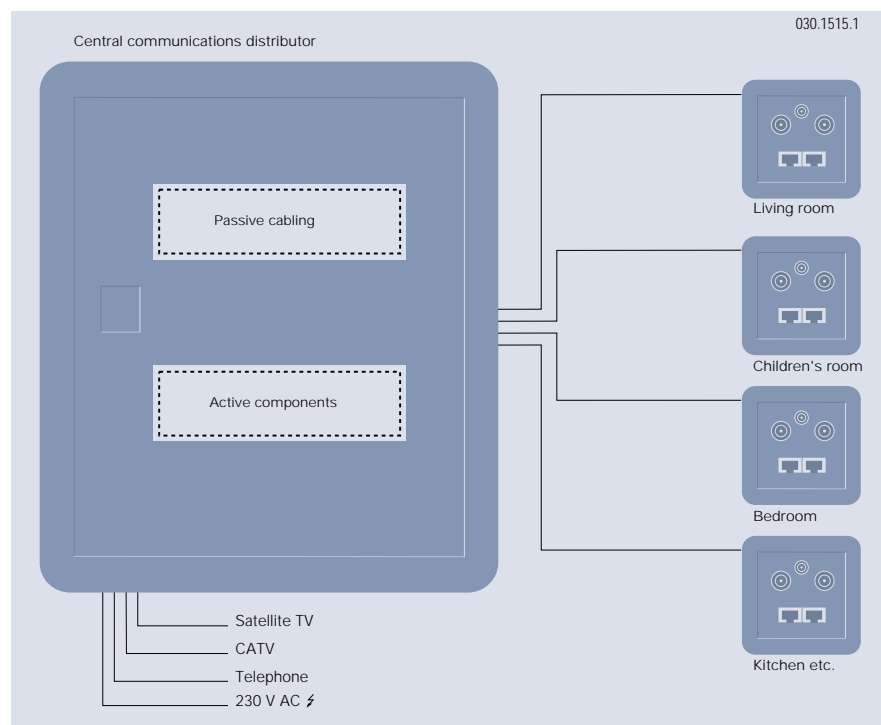 030.1515.1
Central communications distributor
Passive cabling
Active components
Living room
Children's room
Bedroom
Kitchen etc.
Satellite TV
CATV
Telephone
230 V AC